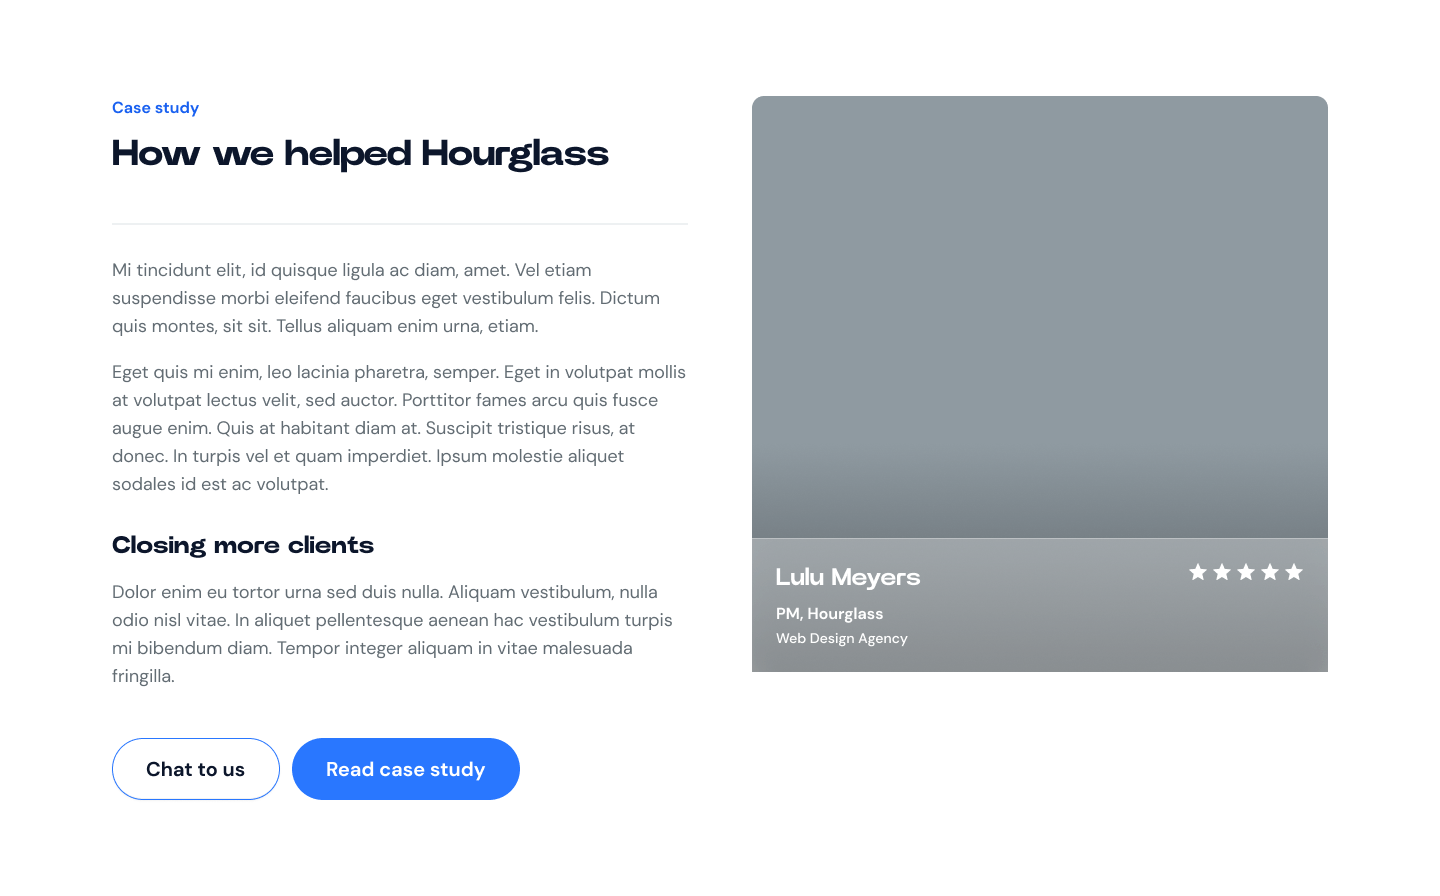 Case study
How we helped Hourglass
Mi tincidunt elit, id quisque ligula ac diam, amet. Vel etiam
suspendisse morbi eleifend faucibus eget vestibulum felis. Dictum
quis montes, sit sit. Tellus aliquam enim urna, etiam.
Eget quis mi enim, leo lacinia pharetra, semper. Eget in volutpat mollis
at volutpat lectus velit, sed auctor. Porttitor fames arcu quis fusce
augue enim. Quis at habitant diam at. Suscipit tristique risus, at
donec. In turpis vel et quam imperdiet. Ipsum molestie aliquet
sodales id est ac volutpat.
Closing more clients
Dolor enim eu tortor urna sed duis nulla. Aliquam vestibulum, nulla
odio nisl vitae. In aliquet pellentesque aenean hac vestibulum turpis
mi bibendum diam. Tempor integer aliquam in vitae malesuada
fringilla.
Chat to us
Read case study
Lulu Meyers
PM, Hourglass
Web Design Agency